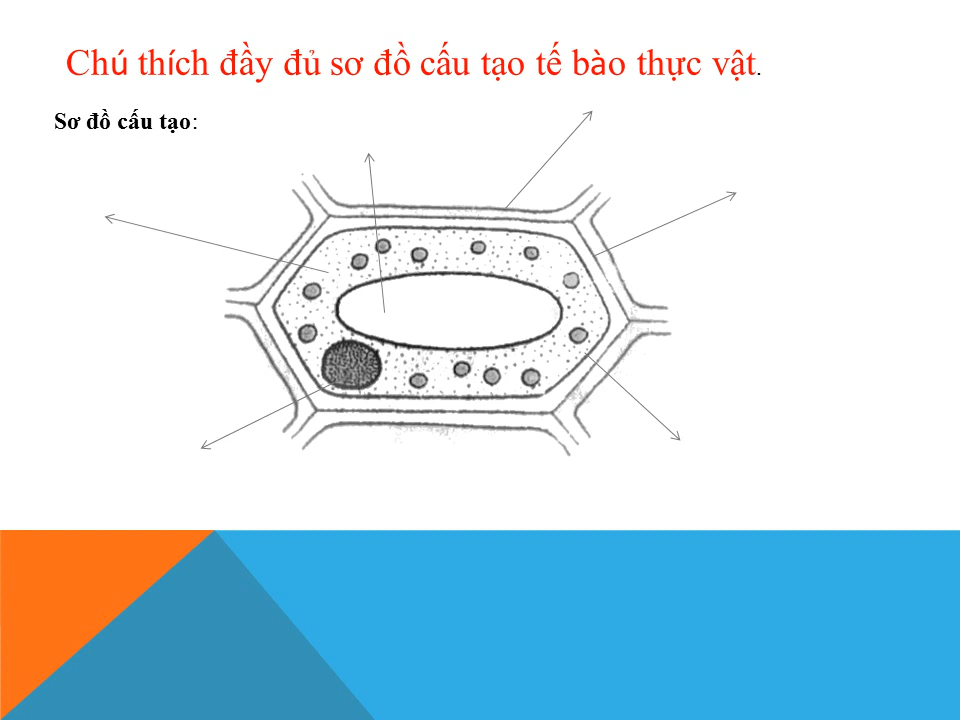 Chú thích đầy đủ sơ đồ cấu tạo tế bào thực vật.
Sơ đồ cấu tạo: